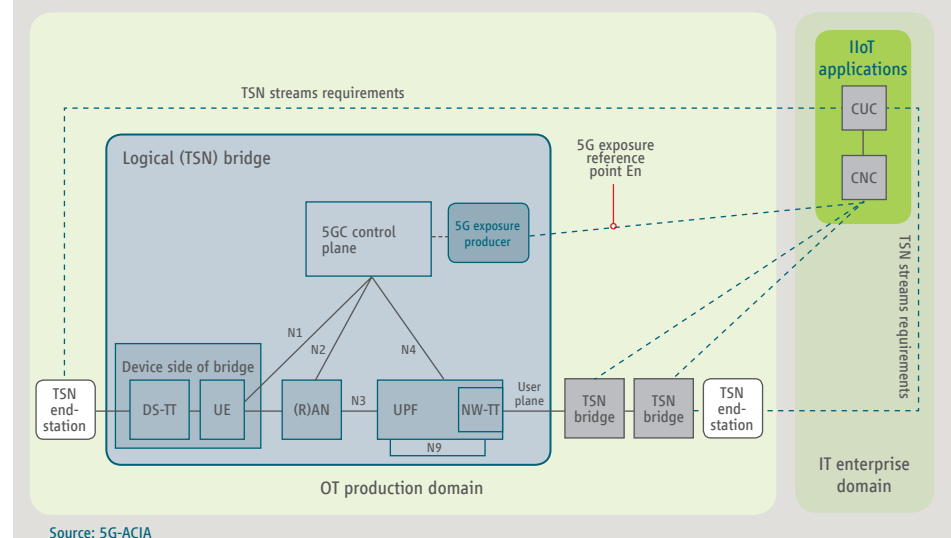 IIoT
applications
TSN streams requirements
CUC
CNC
5G exposure
reference
point En
Logical (TSN) bridge
5GC control
plane
5G exposure
producer
TSN streams requirements
N1
N2
N4
Device side of bridge
TSN
end-
station
DS-TT
UE
(R)AN
N3
UPF
NW-TT
User
plane
TSN
bridge
TSN
bridge
TSN
end-
station
N9
OT production domain
IT enterprise
domain
Source: 5G-ACIA